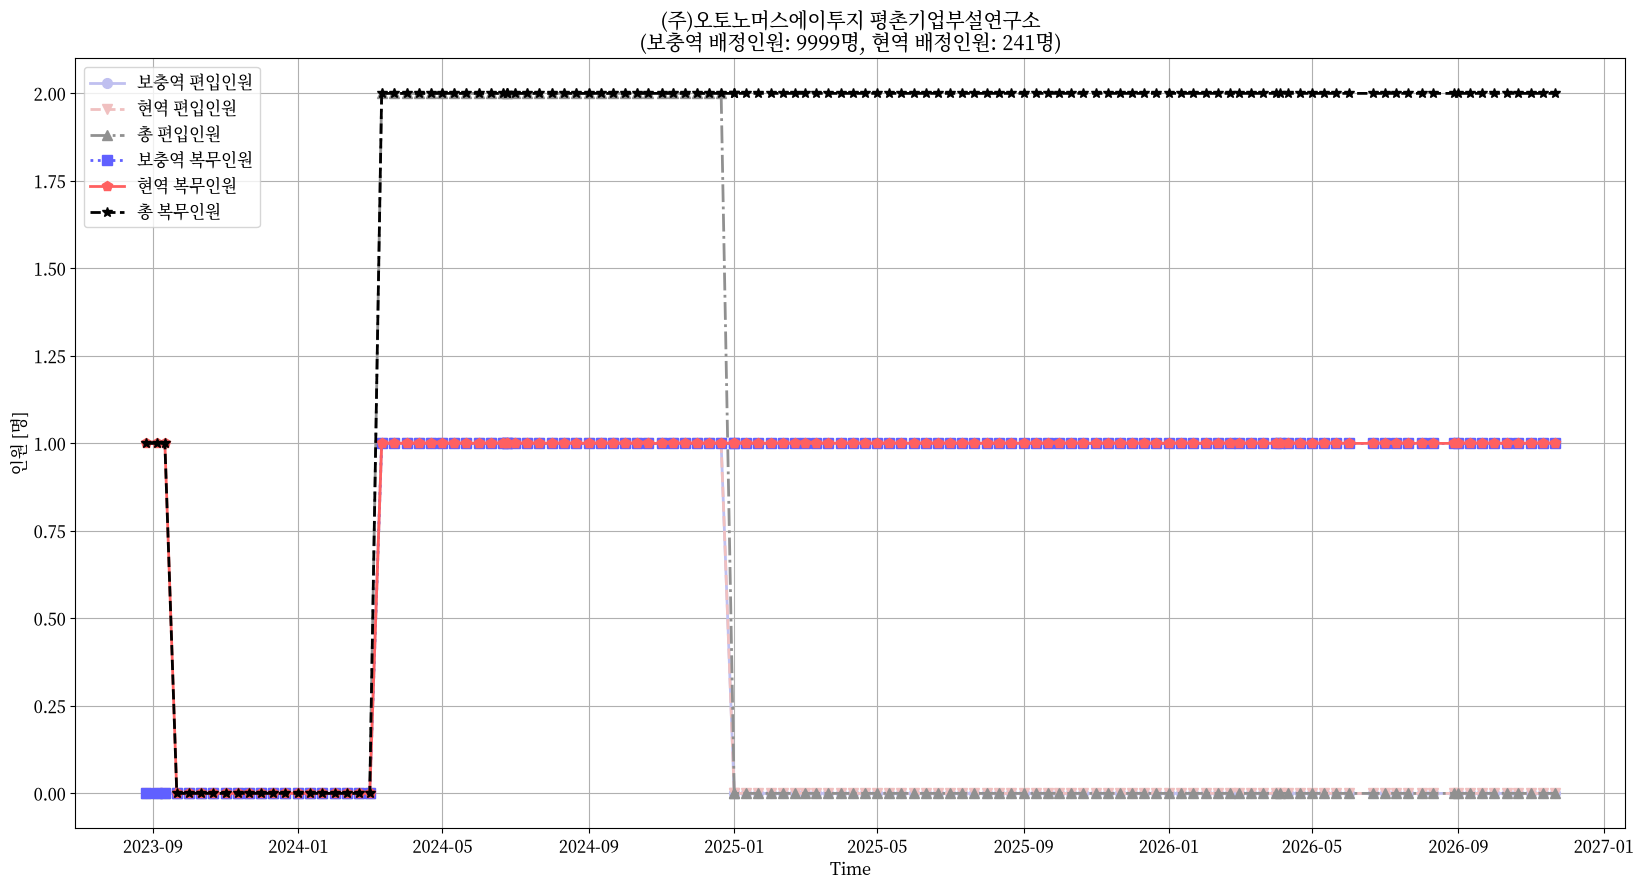 (주)오토노머스에이투지 평촌기업부설연구소
(보충역 배정인원: 9999명, 현역 배정인원: 241명)
보충역 편입인원
현역 편입인원
총 편입인원
보충역 복무인원
현역 복무인원
총 복무인원
인원 [명]
2.00
1.75
1.50
1.25
1.00
0.75
0.50
0.25
0.00
2023-09 2024-01 2024-05 2024-09 2025-01 2025-05 2025-09 2026-01 2026-05 2026-09 2027-01
Time